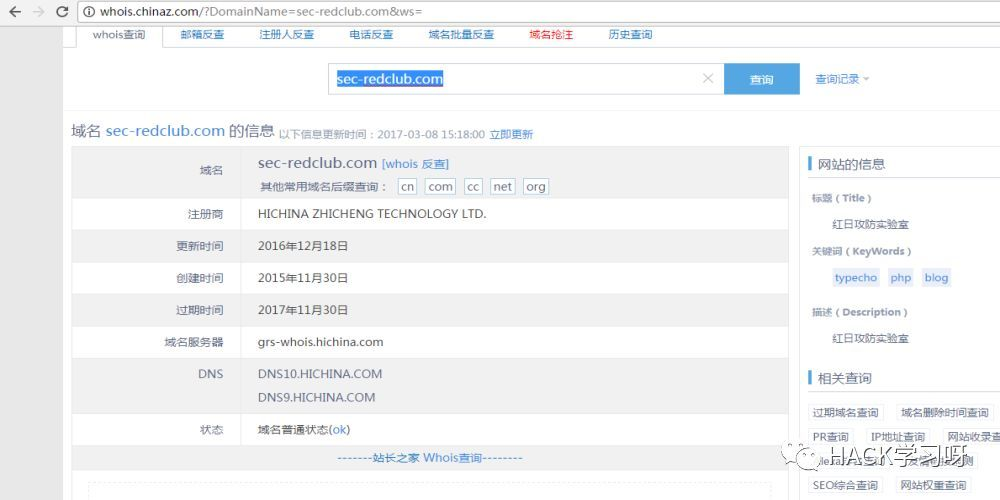 whois.chinaz.com/?DomainName=sec-redclub.com&ws=
whois查询 邮箱反查 注册人反查 电话反查 域名批量反查 域名抢注 历史查询
sec-redclub.com 查询 查询记录
域名 sec-redclub.com 的信息 以下信息更新时间：2017-03-08 15:18:00 立即更新
域名 sec-redclub.com [whois 反查]
其他常用域名后缀查询： cn com cc net org
注册商 HICHINA ZHICHENG TECHNOLOGY LTD.
更新时间 2016年12月18日
创建时间 2015年11月30日
过期时间 2017年11月30日
域名服务器 grs-whois.hichina.com
DNS DNS10.HICHINA.COM
DNS9.HICHINA.COM
状态 域名普通状态(ok)
-------站长之家 Whois查询--------
网站的信息
标题（Title）
红日攻防实验室
关键词（KeyWords）
typecho php blog
描述（Description）
红日攻防实验室
相关查询
过期域名查询 域名删除时间查询
PR查询 IP地址查询 网站收录查
HACK学习呀
SEO综合查询 网站权重查询